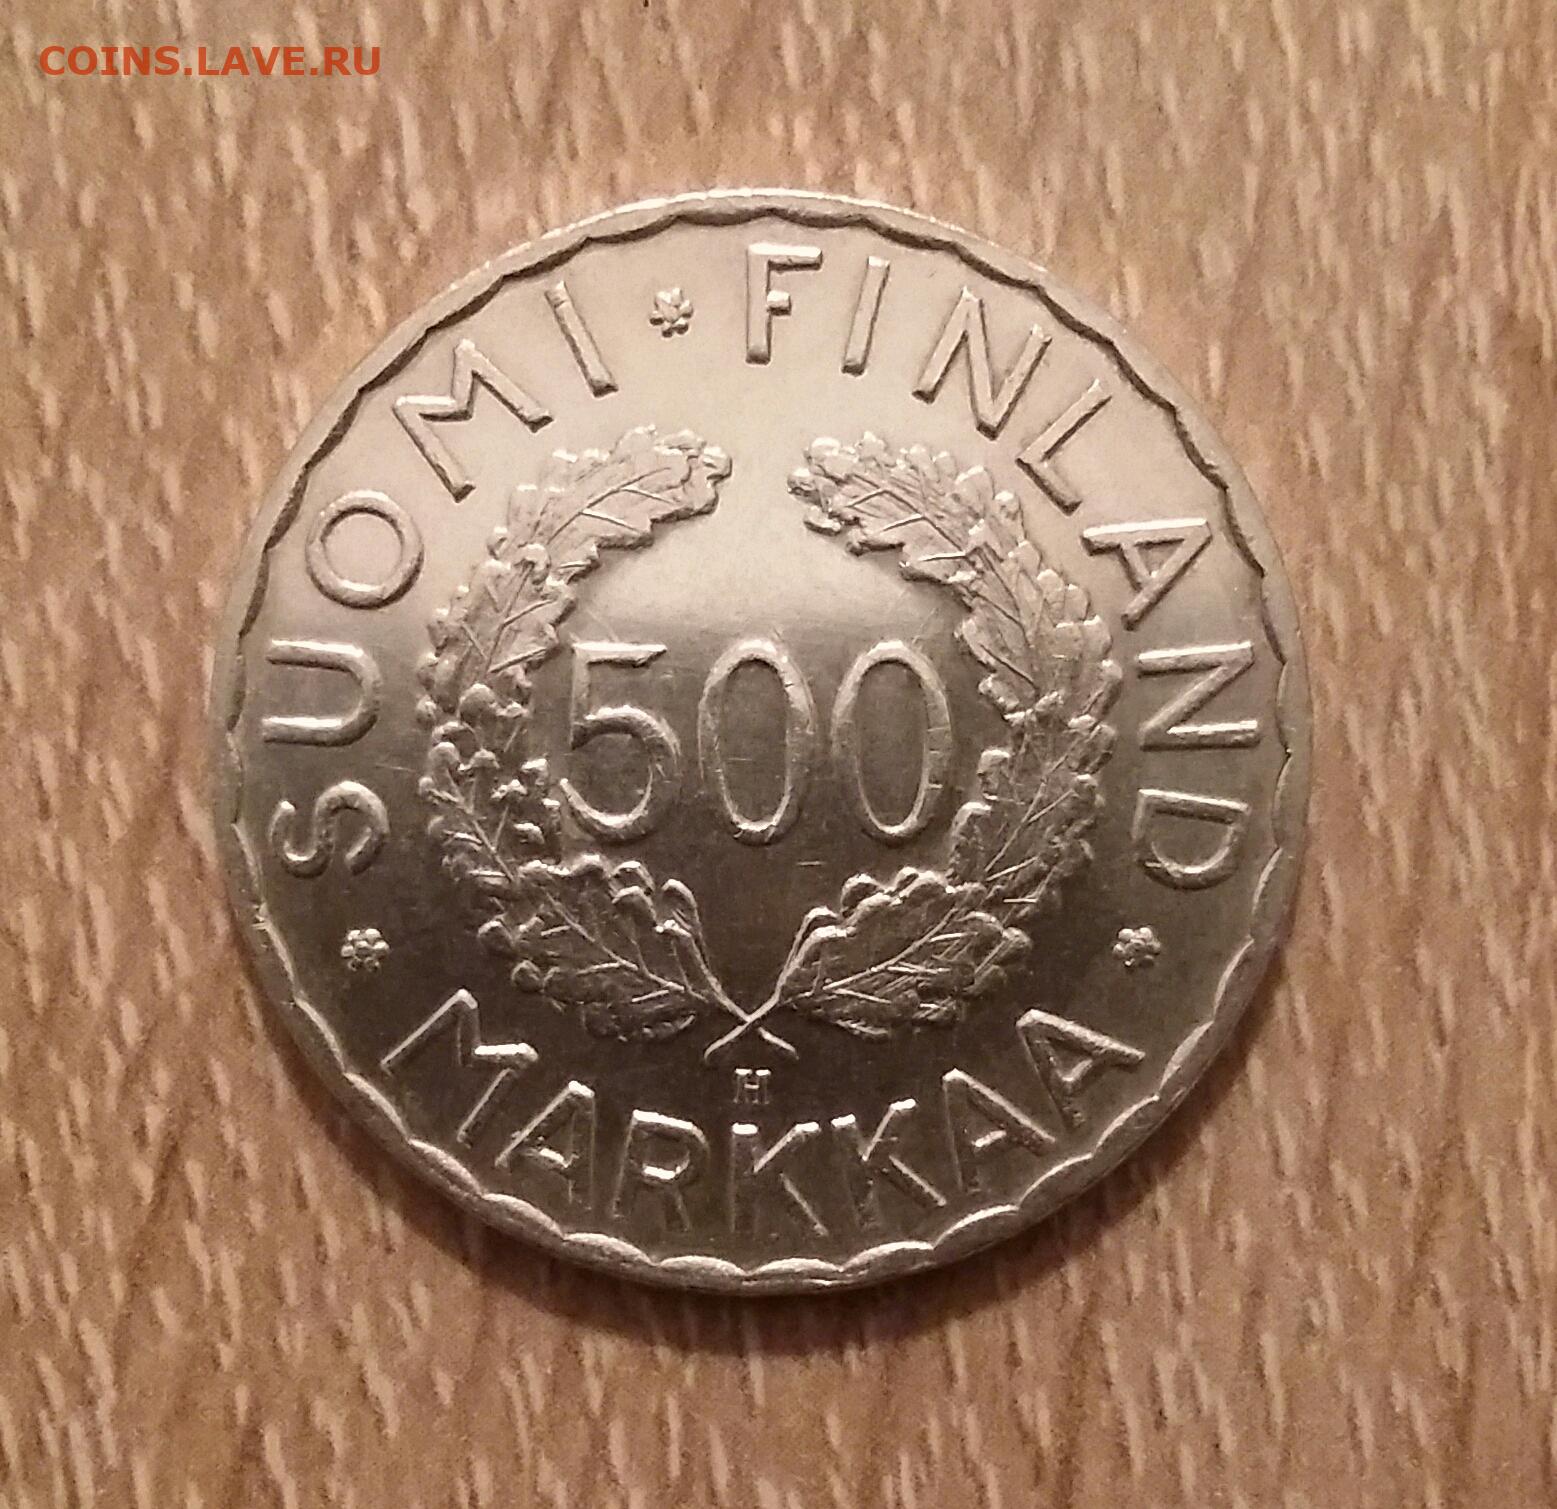 COINS.LAVE.RU
SUOMI * FINLAND
500
H
* MARKKAA *